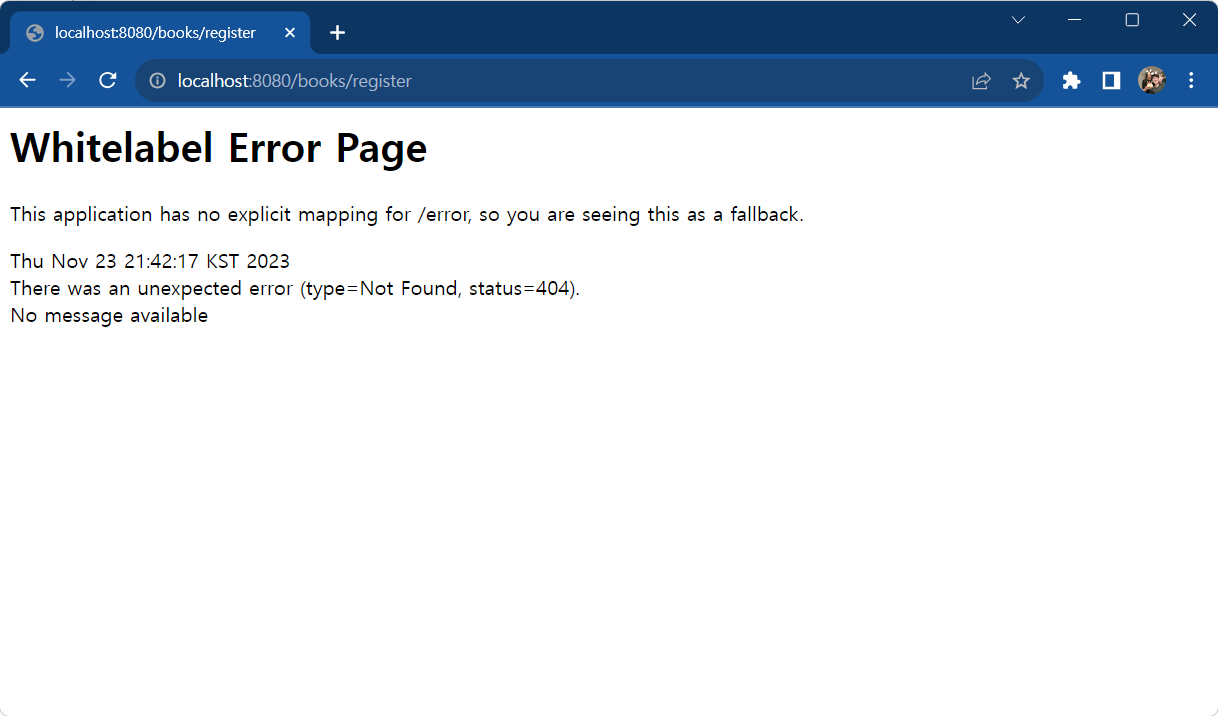 localhost:8080/books/register
localhost:8080/books/register
Whitelabel Error Page
This application has no explicit mapping for /error, so you are seeing this as a fallback.
Thu Nov 23 21:42:17 KST 2023
There was an unexpected error (type=Not Found, status=404).
No message available